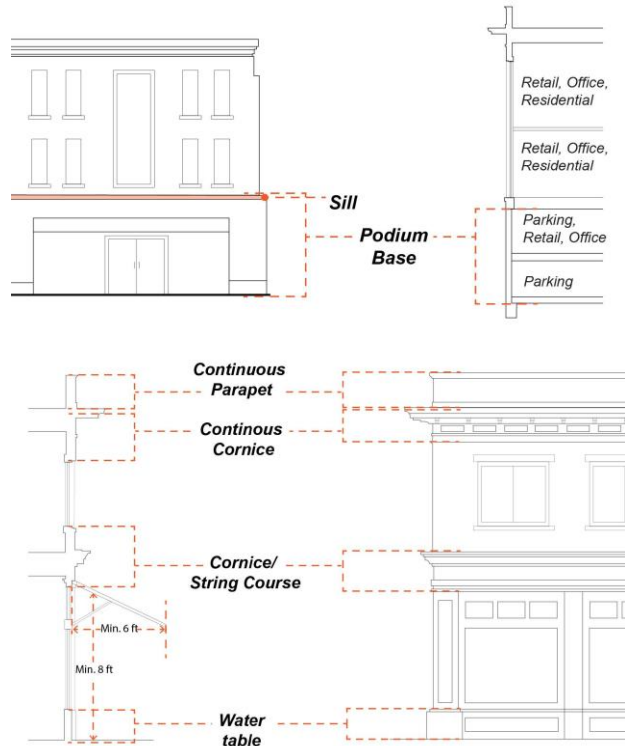 Retail, Office,
Residential
Retail, Office,
Residential
Sill
Parking,
Retail, Office
Podium
Base
Parking
Continuous
Parapet
Continous
Cornice
Cornice/
String Course
Min. 6 ft
Min. 8 ft
Water
table